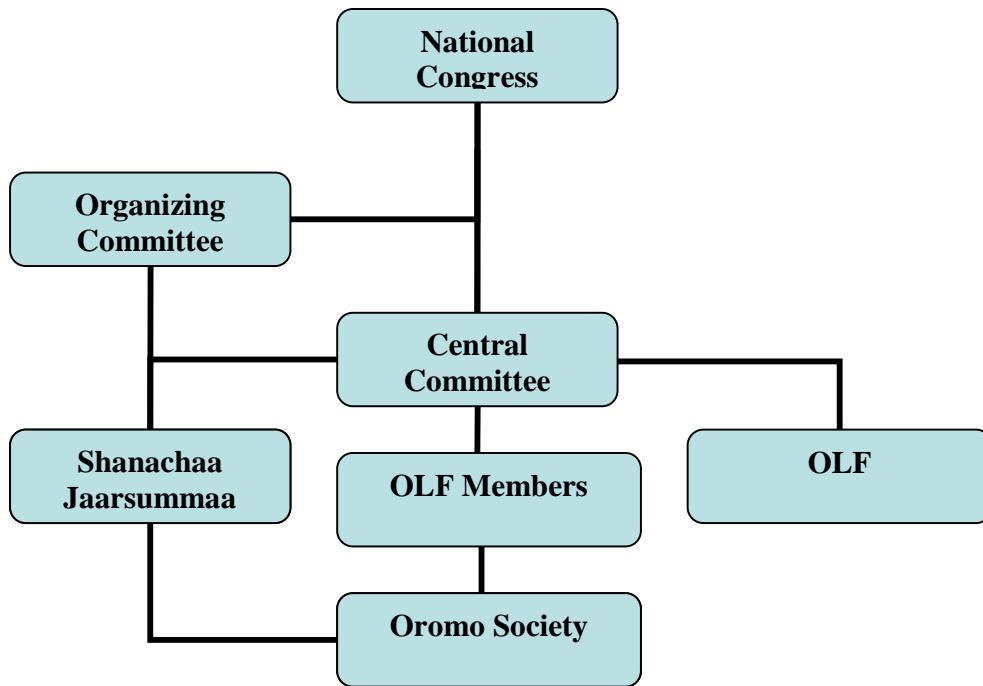 National
Congress
Organizing
Committee
Central
Committee
Shanachaa
Jaarsummaa
OLF Members
OLF
Oromo Society